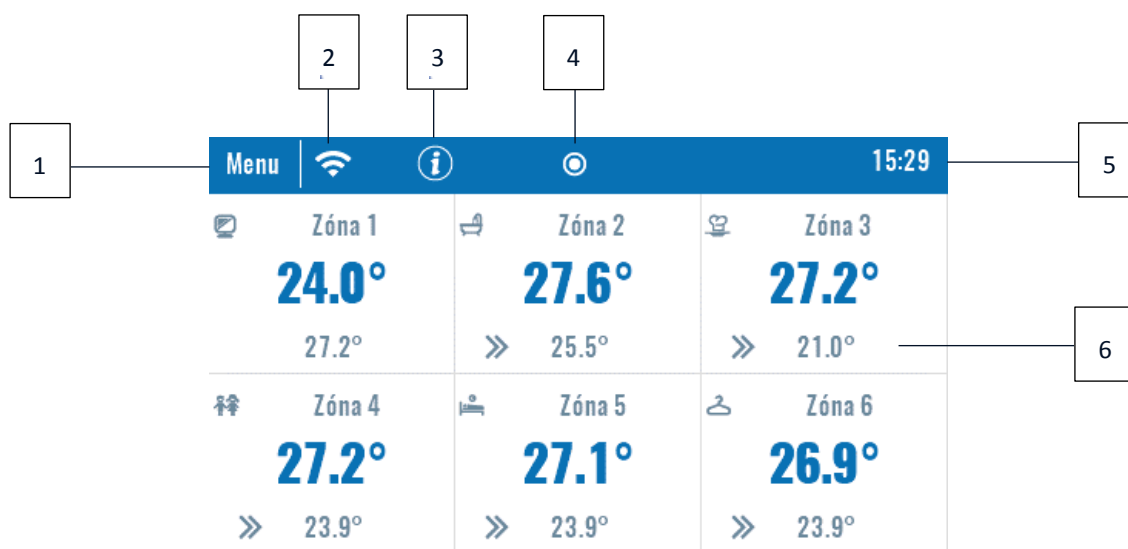 2 3 4
1 5
Menu 15:29
Zóna 1 Zóna 2 Zóna 3
24.0° 27.6° 27.2°
27.2° 25.5° 21.0°
6
Zóna 4 Zóna 5 Zóna 6
27.2° 27.1° 26.9°
23.9° 23.9° 23.9°